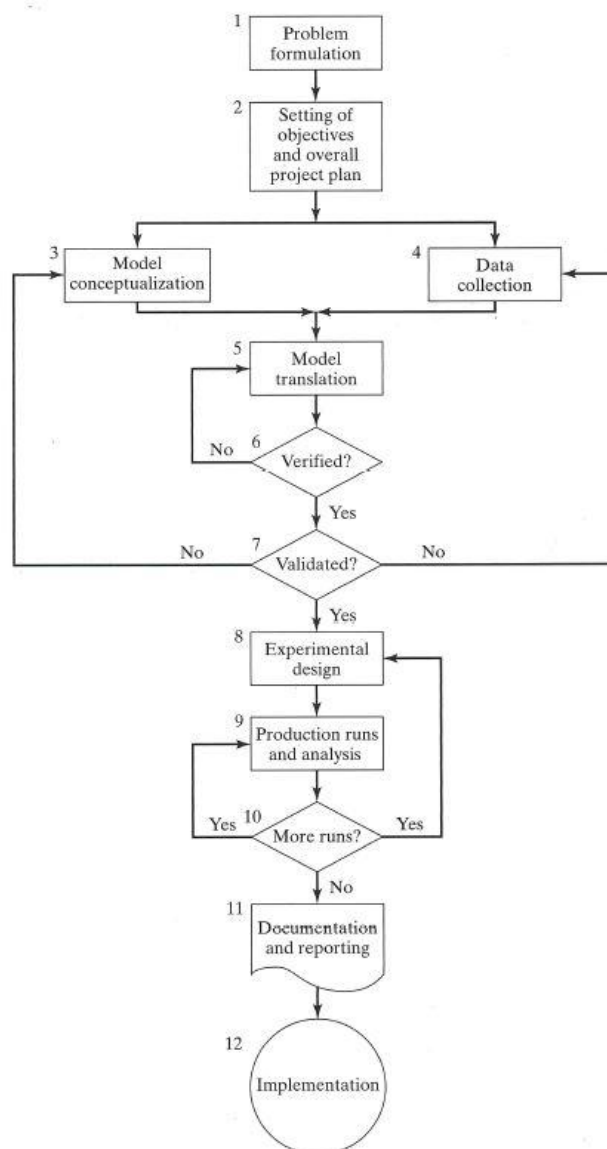 1
Problem
formulation
2
Setting of
objectives
and overall
project plan
3
Model
conceptualization
4
Data
collection
5
Model
translation
6
No
Verified?
Yes
No
7
Validated?
No
Yes
8
Experimental
design
9
Production runs
and analysis
Yes
10
More runs?
Yes
No
11
Documentation
and reporting
12
Implementation